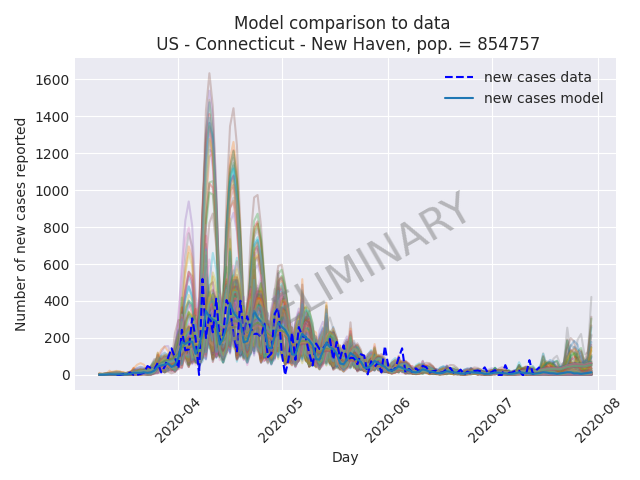 Model comparison to data
US - Connecticut - New Haven, pop. = 854757
new cases data
new cases model
LIMINARY
Number of new cases reported
1600
1400
1200
1000
800
600
400
200
0
2020-04
2020-05
2020-06
2020-07
2020-08
Day